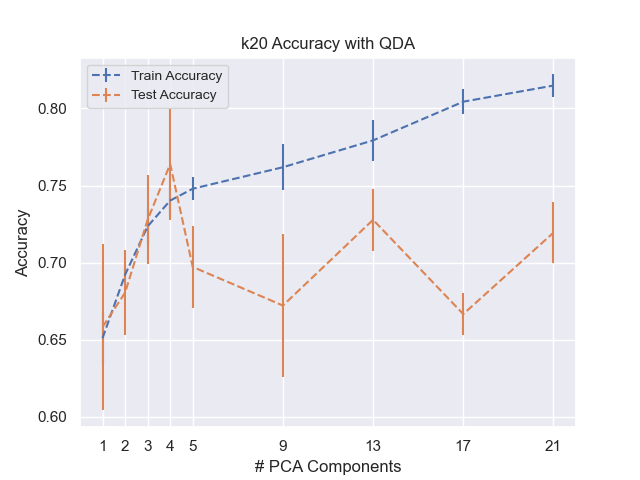 k20 Accuracy with QDA
Train Accuracy
Test Accuracy
Accuracy
0.80
0.75
0.70
0.65
0.60
1 2 3 4 5 9 13 17 21
# PCA Components